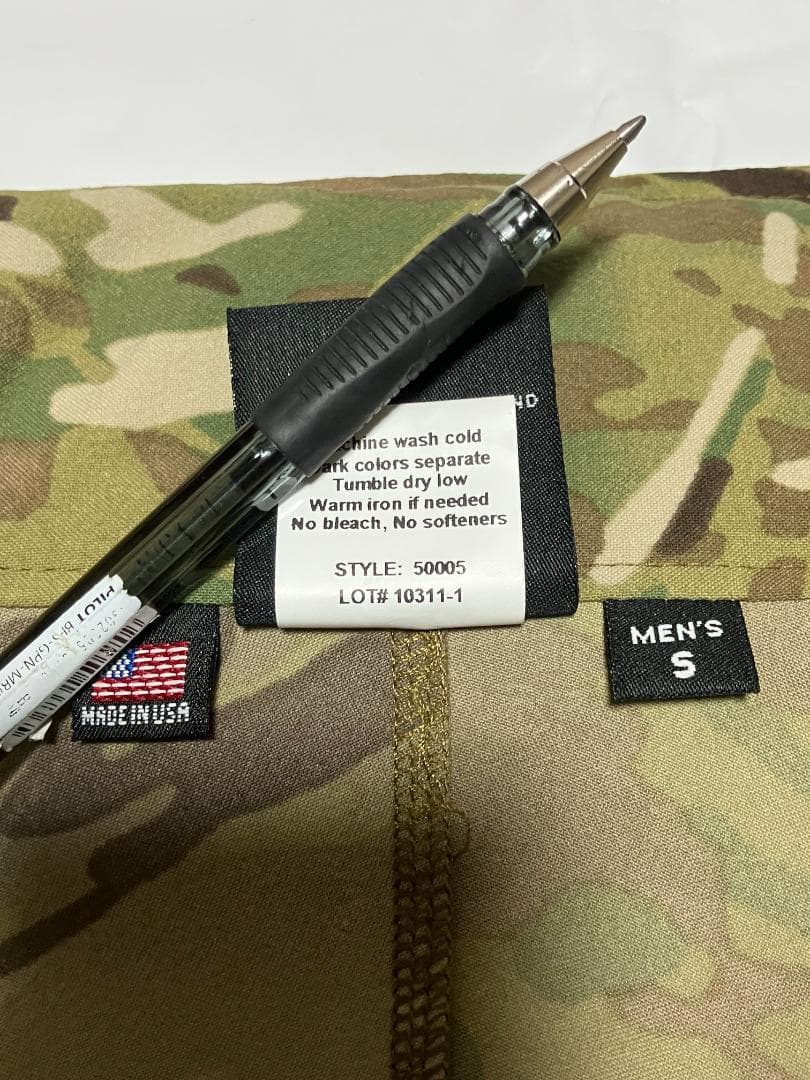 ND
chine wash cold
ark colors separate
Tumble dry low
Warm iron if needed
No bleach, No softeners
STYLE: 50005
LOT# 10311-1
MEN'S
S
MADE IN USA
PILOT